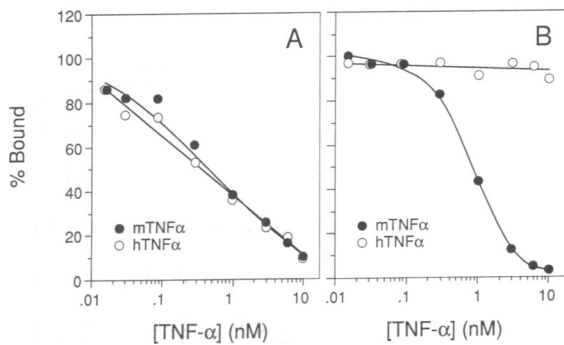 A
B
120
100
80
60
40
20
0
% Bound
● mTNFα
○ hTNFα
● mTNFα
○ hTNFα
.01 .1 1 10
.01 .1 1 10
[TNF-α] (nM)
[TNF-α] (nM)